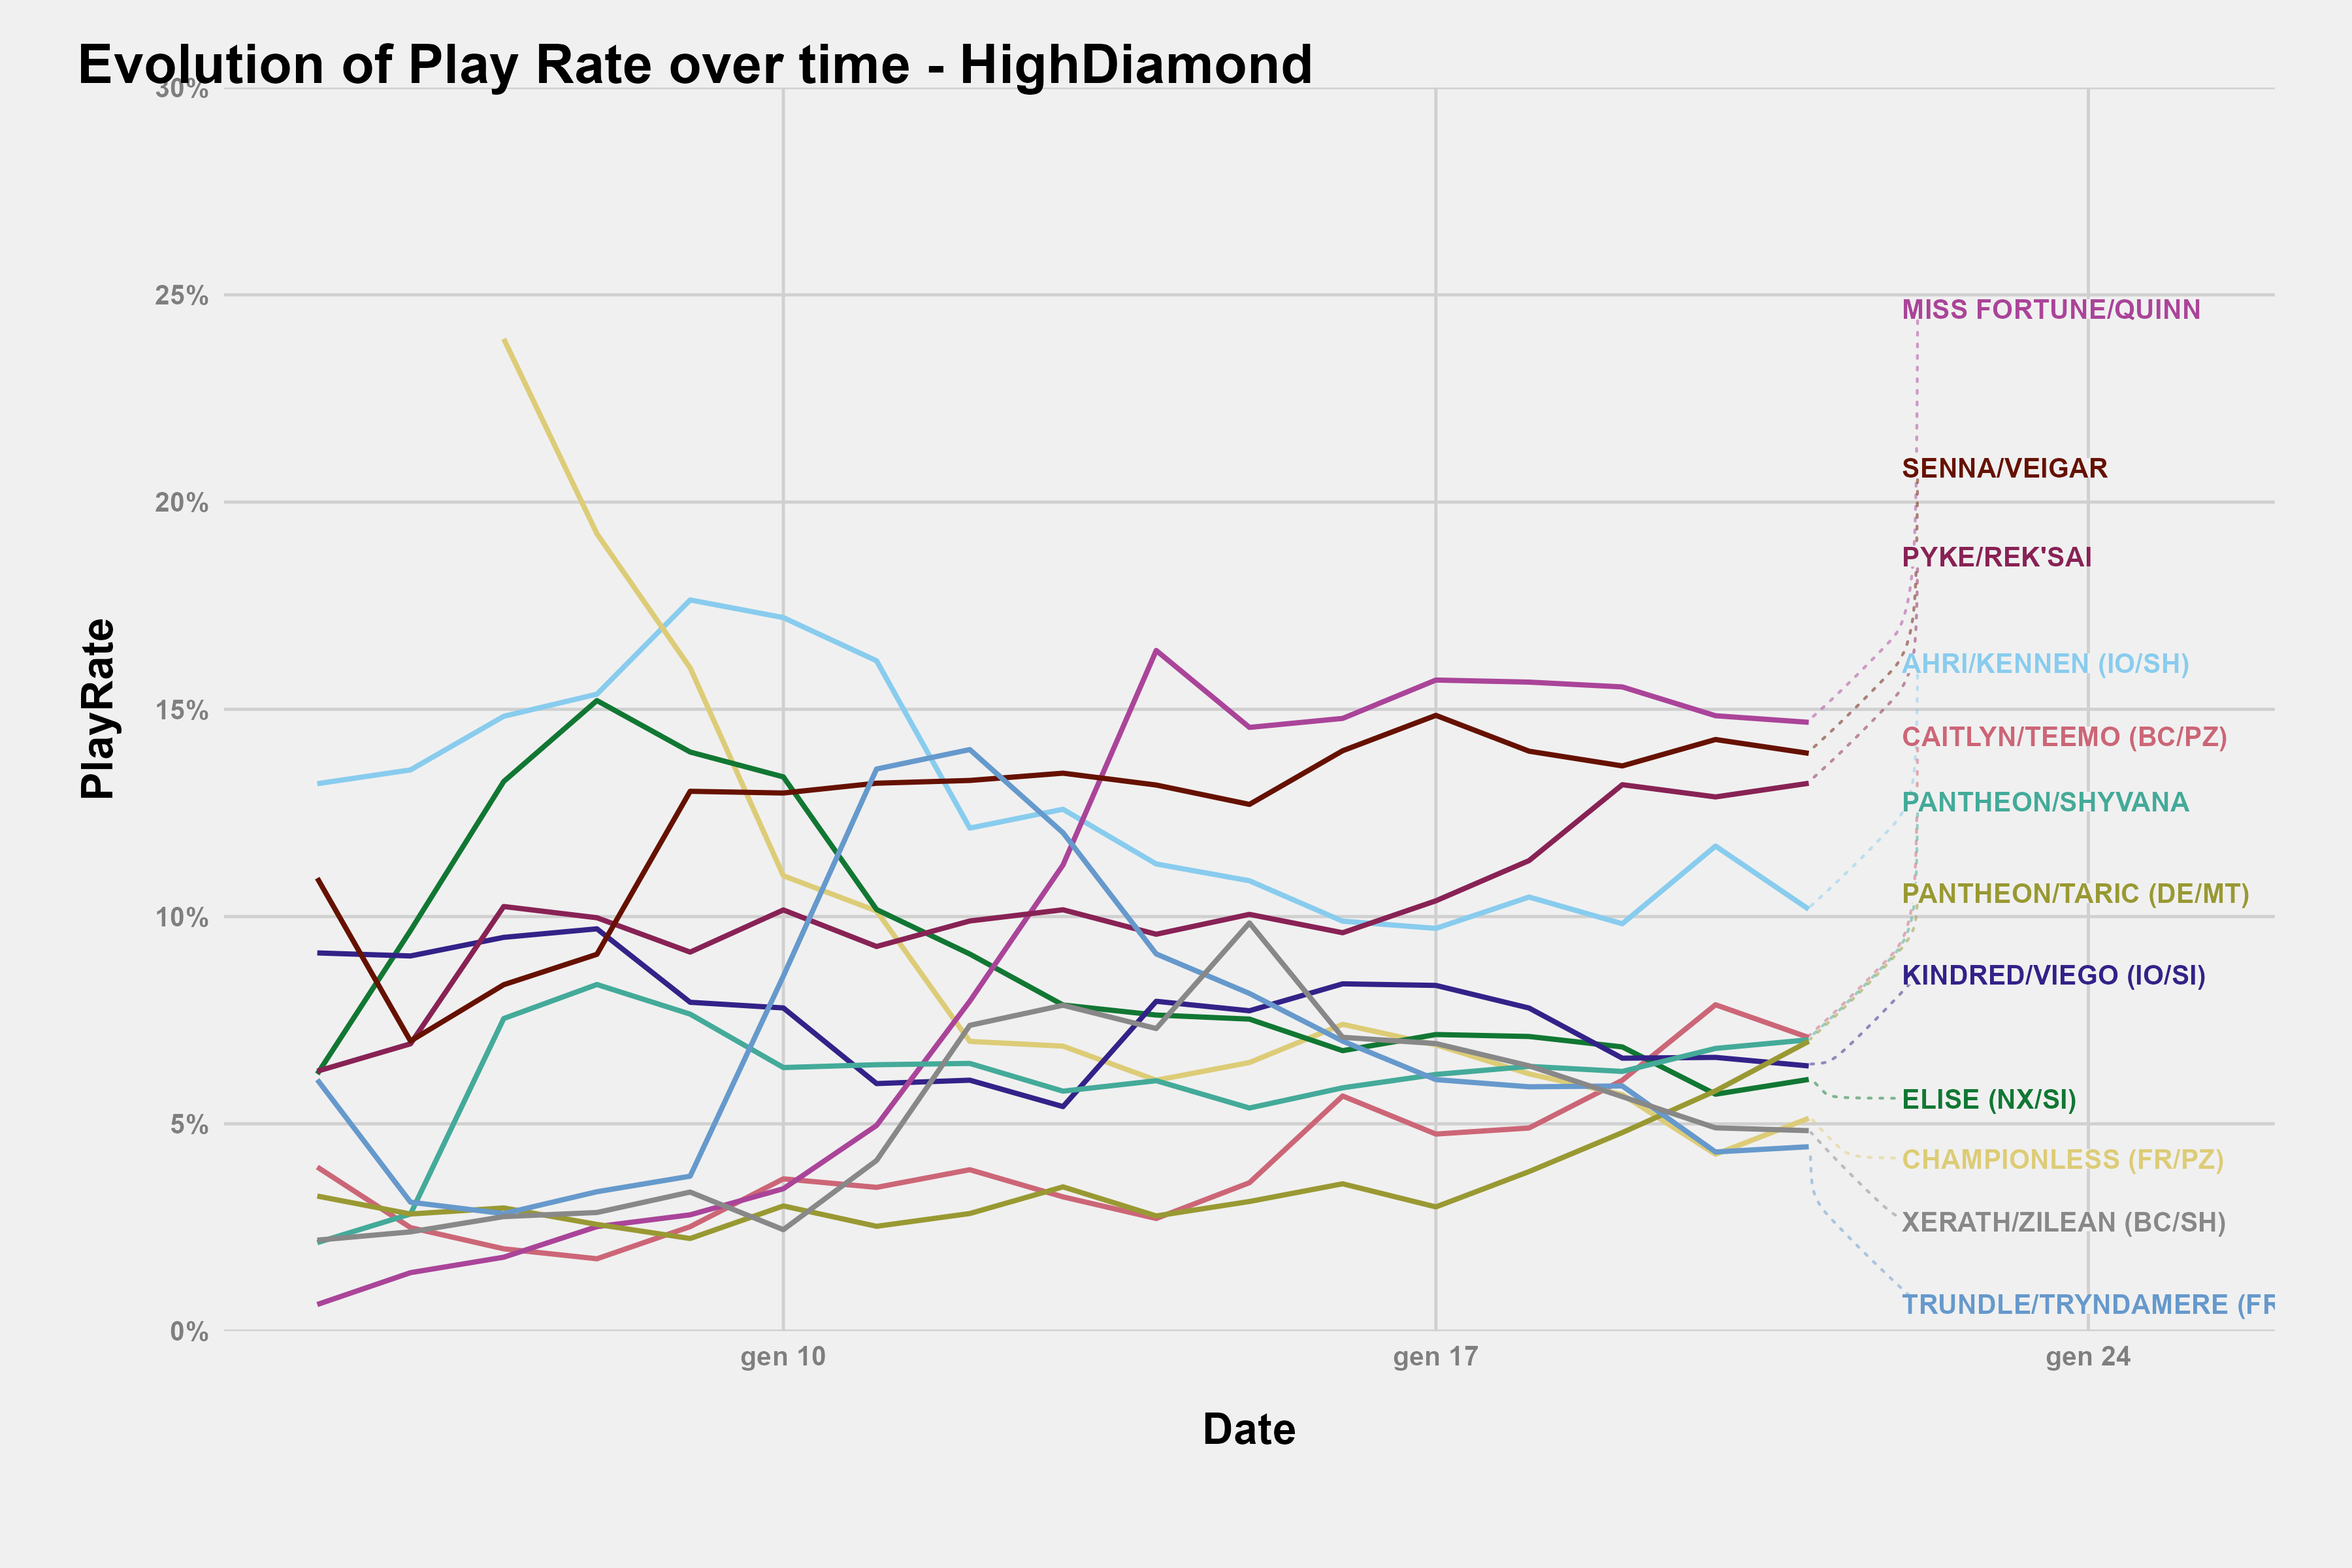 Evolution of Play Rate over time - HighDiamond
30%
25%
20%
15%
10%
5%
0%
PlayRate
MISS FORTUNE/QUINN
SENNA/VEIGAR
PYKE/REK'SAI
AHRI/KENNEN (IO/SH)
CAITLYN/TEEMO (BC/PZ)
PANTHEON/SHYVANA
PANTHEON/TARIC (DE/MT)
KINDRED/VIEGO (IO/SI)
ELISE (NX/SI)
CHAMPIONLESS (FR/PZ)
XERATH/ZILEAN (BC/SH)
TRUNDLE/TRYNDAMERE (FR
gen 10
gen 17
gen 24
Date